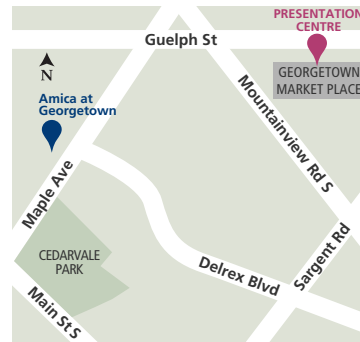 PRESENTATION
CENTRE
Guelph St
GEORGETOWN
MARKET PLACE
N
Amica at
Georgetown
Mountainview Rd S
Maple Ave
CEDARVALE
PARK
Sargent Rd
Delrex Blvd
Main St S